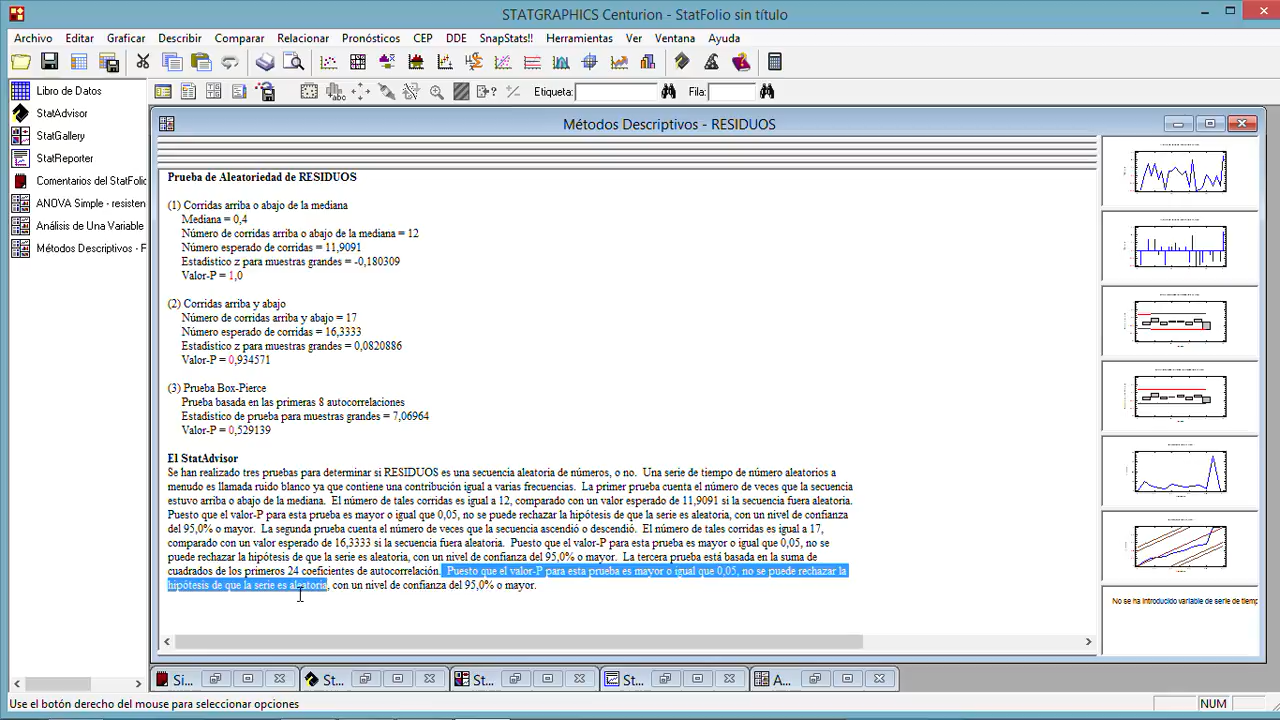 STATGRAPHICS Centurion - StatFolio sin título
Archivo Editar Graficar Describir Comparar Relacionar Pronósticos CEP DDE SnapStats!! Herramientas Ver Ventana Ayuda
Etiqueta: Fila:
Libro de Datos
StatAdvisor
StatGallery
StatReporter
Comentarios del StatFolio
ANOVA Simple - resisten
Análisis de Una Variable
Métodos Descriptivos - F
Métodos Descriptivos - RESIDUOS
Prueba de Aleatoriedad de RESIDUOS
(1) Corridas arriba o abajo de la mediana
Mediana = 0,4
Número de corridas arriba o abajo de la mediana = 12
Número esperado de corridas = 11,9091
Estadístico z para muestras grandes = -0,180309
Valor-P = 1,0
(2) Corridas arriba y abajo
Número de corridas arriba y abajo = 17
Número esperado de corridas = 16,3333
Estadístico z para muestras grandes = 0,0820886
Valor-P = 0,934571
(3) Prueba Box-Pierce
Prueba basada en las primeras 8 autocorrelaciones
Estadístico de prueba para muestras grandes = 7,06964
Valor-P = 0,529139
El StatAdvisor
Se han realizado tres pruebas para determinar si RESIDUOS es una secuencia aleatoria de números, o no. Una serie de tiempo de número aleatorios a
menudo es llamada ruido blanco ya que contiene una contribución igual a varias frecuencias. La primer prueba cuenta el número de veces que la secuencia
estuvo arriba o abajo de la mediana. El número de tales corridas es igual a 12, comparado con un valor esperado de 11,9091 si la secuencia fuera aleatoria.
Puesto que el valor-P para esta prueba es mayor o igual que 0,05, no se puede rechazar la hipótesis de que la serie es aleatoria, con un nivel de confianza
del 95,0% o mayor. La segunda prueba cuenta el número de veces que la secuencia ascendió o descendió. El número de tales corridas es igual a 17,
comparado con un valor esperado de 16,3333 si la secuencia fuera aleatoria. Puesto que el valor-P para esta prueba es mayor o igual que 0,05, no se
puede rechazar la hipótesis de que la serie es aleatoria, con un nivel de confianza del 95,0% o mayor. La tercera prueba está basada en la suma de
cuadrados de los primeros 24 coeficientes de autocorrelación. Puesto que el valor-P para esta prueba es mayor o igual que 0,05, no se puede rechazar la
hipótesis de que la serie es aleatoria, con un nivel de confianza del 95,0% o mayor.
No se ha introducido variable de serie de tiemp
Si... St... St... St... A...
Use el botón derecho del mouse para seleccionar opciones
NUM